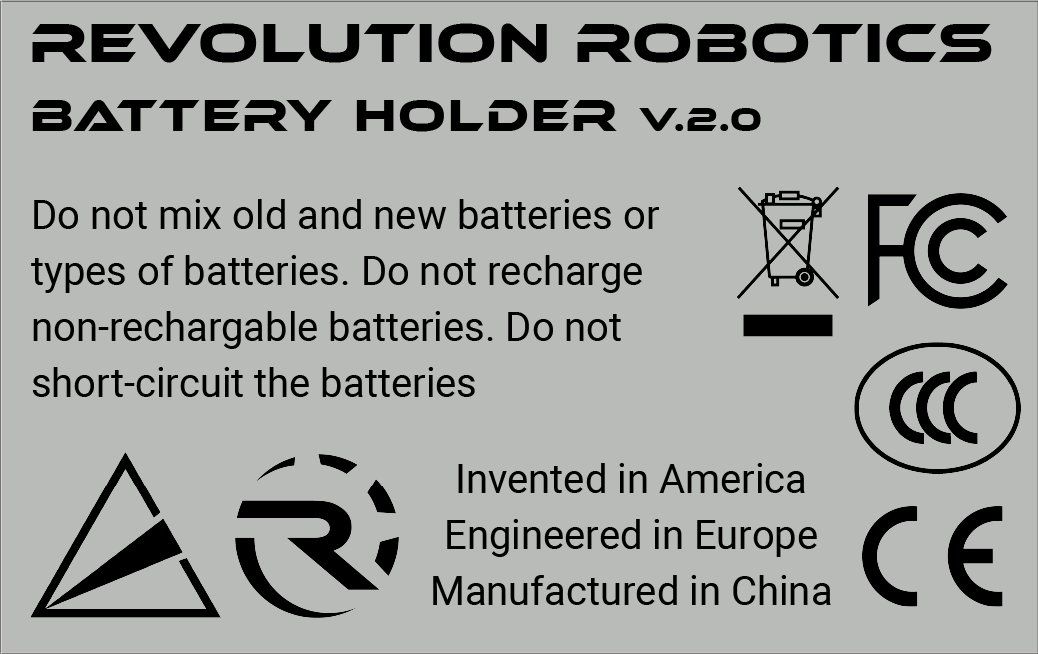 REVOLUTION ROBOTICS
BATTERY HOLDER V.2.0
Do not mix old and new batteries or
types of batteries. Do not recharge
non-rechargable batteries. Do not
short-circuit the batteries
FC
CCC
R
Invented in America
Engineered in Europe
Manufactured in China
CE